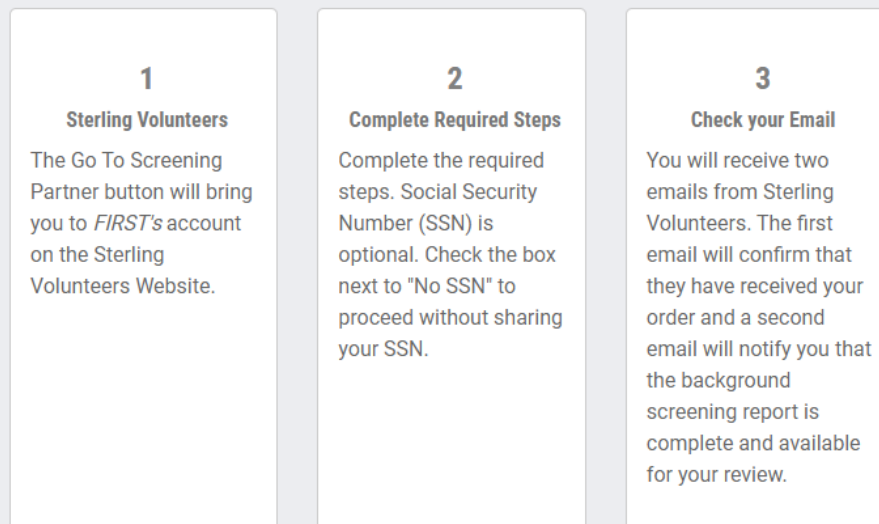 1
Sterling Volunteers
The Go To Screening
Partner button will bring
you to FIRST's account
on the Sterling
Volunteers Website.
2
Complete Required Steps
Complete the required
steps. Social Security
Number (SSN) is
optional. Check the box
next to "No SSN" to
proceed without sharing
your SSN.
3
Check your Email
You will receive two
emails from Sterling
Volunteers. The first
email will confirm that
they have received your
order and a second
email will notify you that
the background
screening report is
complete and available
for your review.